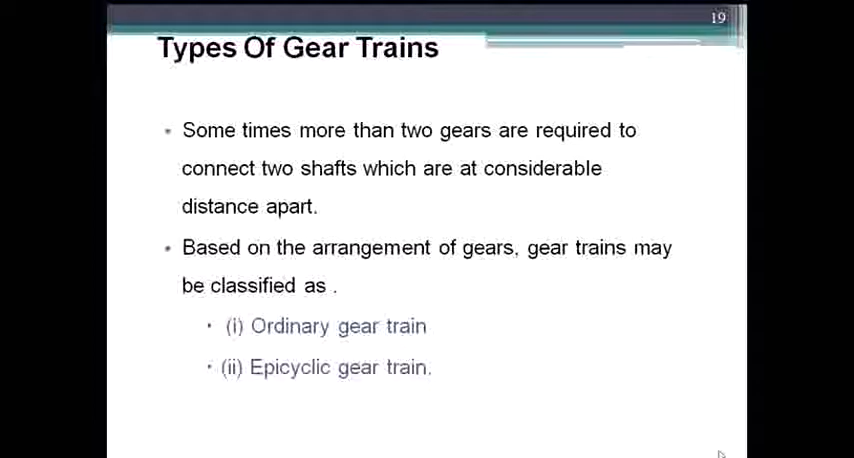 19
Types Of Gear Trains
• Some times more than two gears are required to
connect two shafts which are at considerable
distance apart.
• Based on the arrangement of gears, gear trains may
be classified as .
• (i) Ordinary gear train
• (ii) Epicyclic gear train.